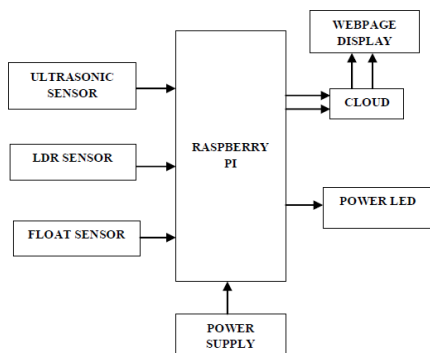 WEBPAGE
DISPLAY
ULTRASONIC
SENSOR
CLOUD
RASPBERRY
PI
LDR SENSOR
POWER LED
FLOAT SENSOR
POWER
SUPPLY